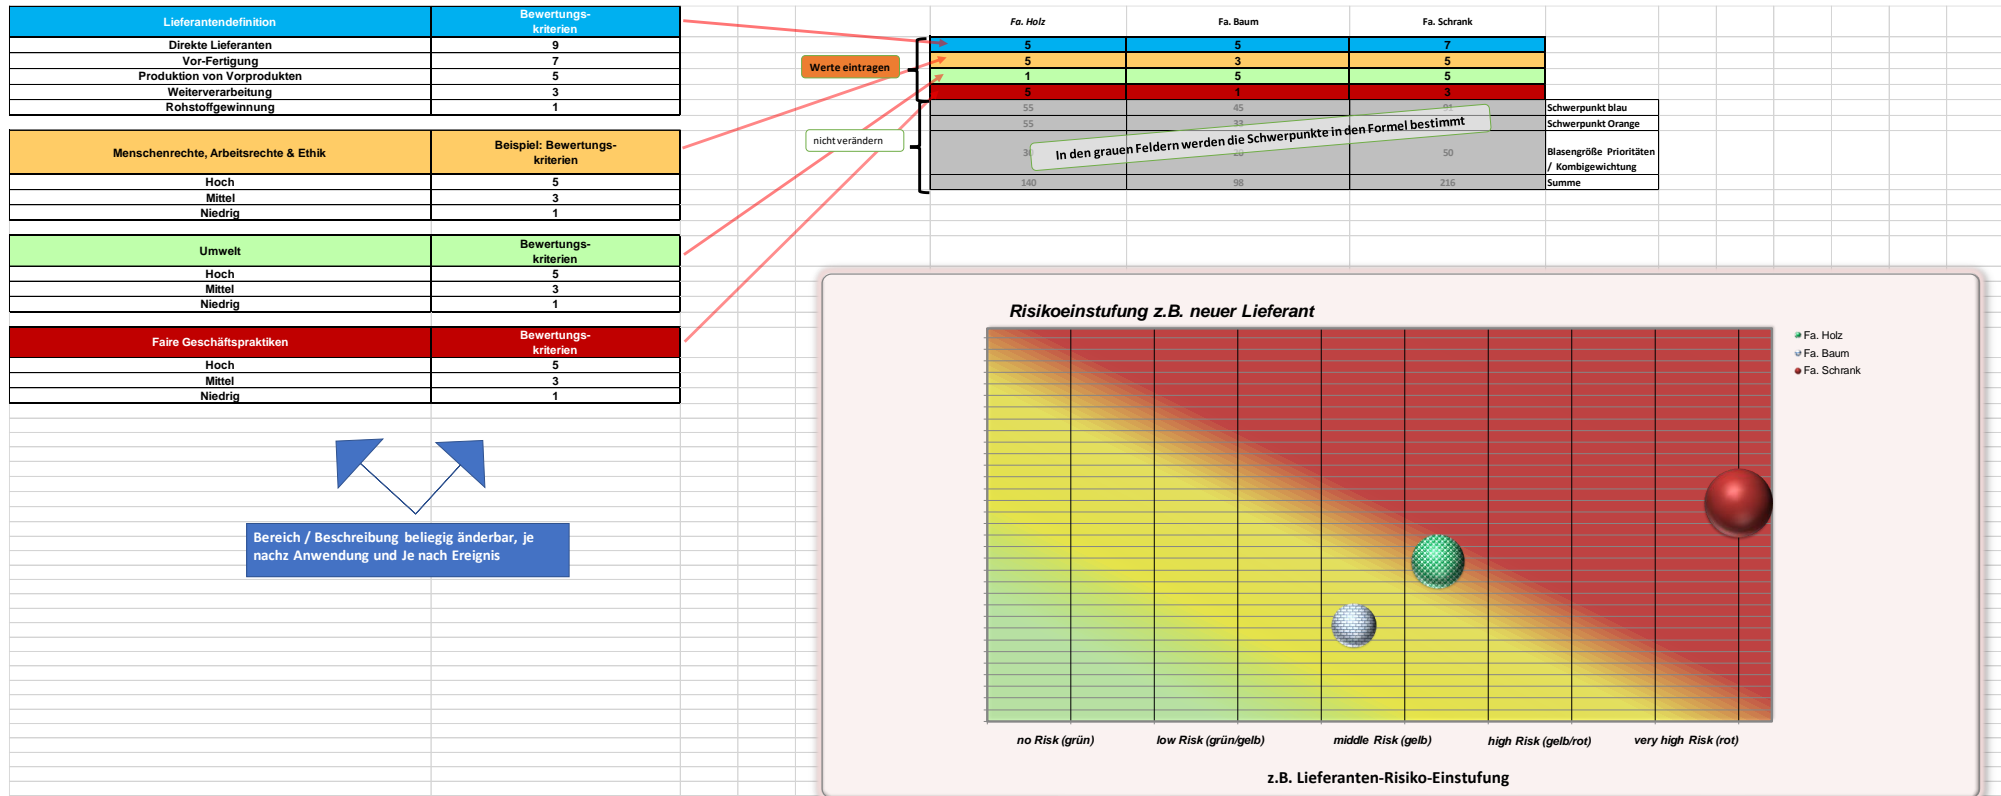 Lieferantendefinition Bewertungs-
kriterien
Direkte Lieferanten 9
Vor-Fertigung 7
Produktion von Vorprodukten 5
Weiterverarbeitung 3
Rohstoffgewinnung 1
Menschenrechte, Arbeitsrechte & Ethik Beispiel: Bewertungs-
kriterien
Hoch 5
Mittel 3
Niedrig 1
Umwelt Bewertungs-
kriterien
Hoch 5
Mittel 3
Niedrig 1
Faire Geschäftspraktiken Bewertungs-
kriterien
Hoch 5
Mittel 3
Niedrig 1
Bereich / Beschreibung beliegig änderbar, je
nachz Anwendung und Je nach Ereignis
Fa. Holz Fa. Baum Fa. Schrank
Werte eintragen
5 5 7
5 3 5
1 5 5
5 1 3
nicht verändern
55 45 91 Schwerpunkt blau
55 33 Schwerpunkt Orange
In den grauen Feldern werden die Schwerpunkte in den Formel bestimmt
30 20 50 Blasengröße Prioritäten
/ Kombigewichtung
140 98 216 Summe
Risikoeinstufung z.B. neuer Lieferant
Fa. Holz
Fa. Baum
Fa. Schrank
no Risk (grün) low Risk (grün/gelb) middle Risk (gelb) high Risk (gelb/rot) very high Risk (rot)
z.B. Lieferanten-Risiko-Einstufung